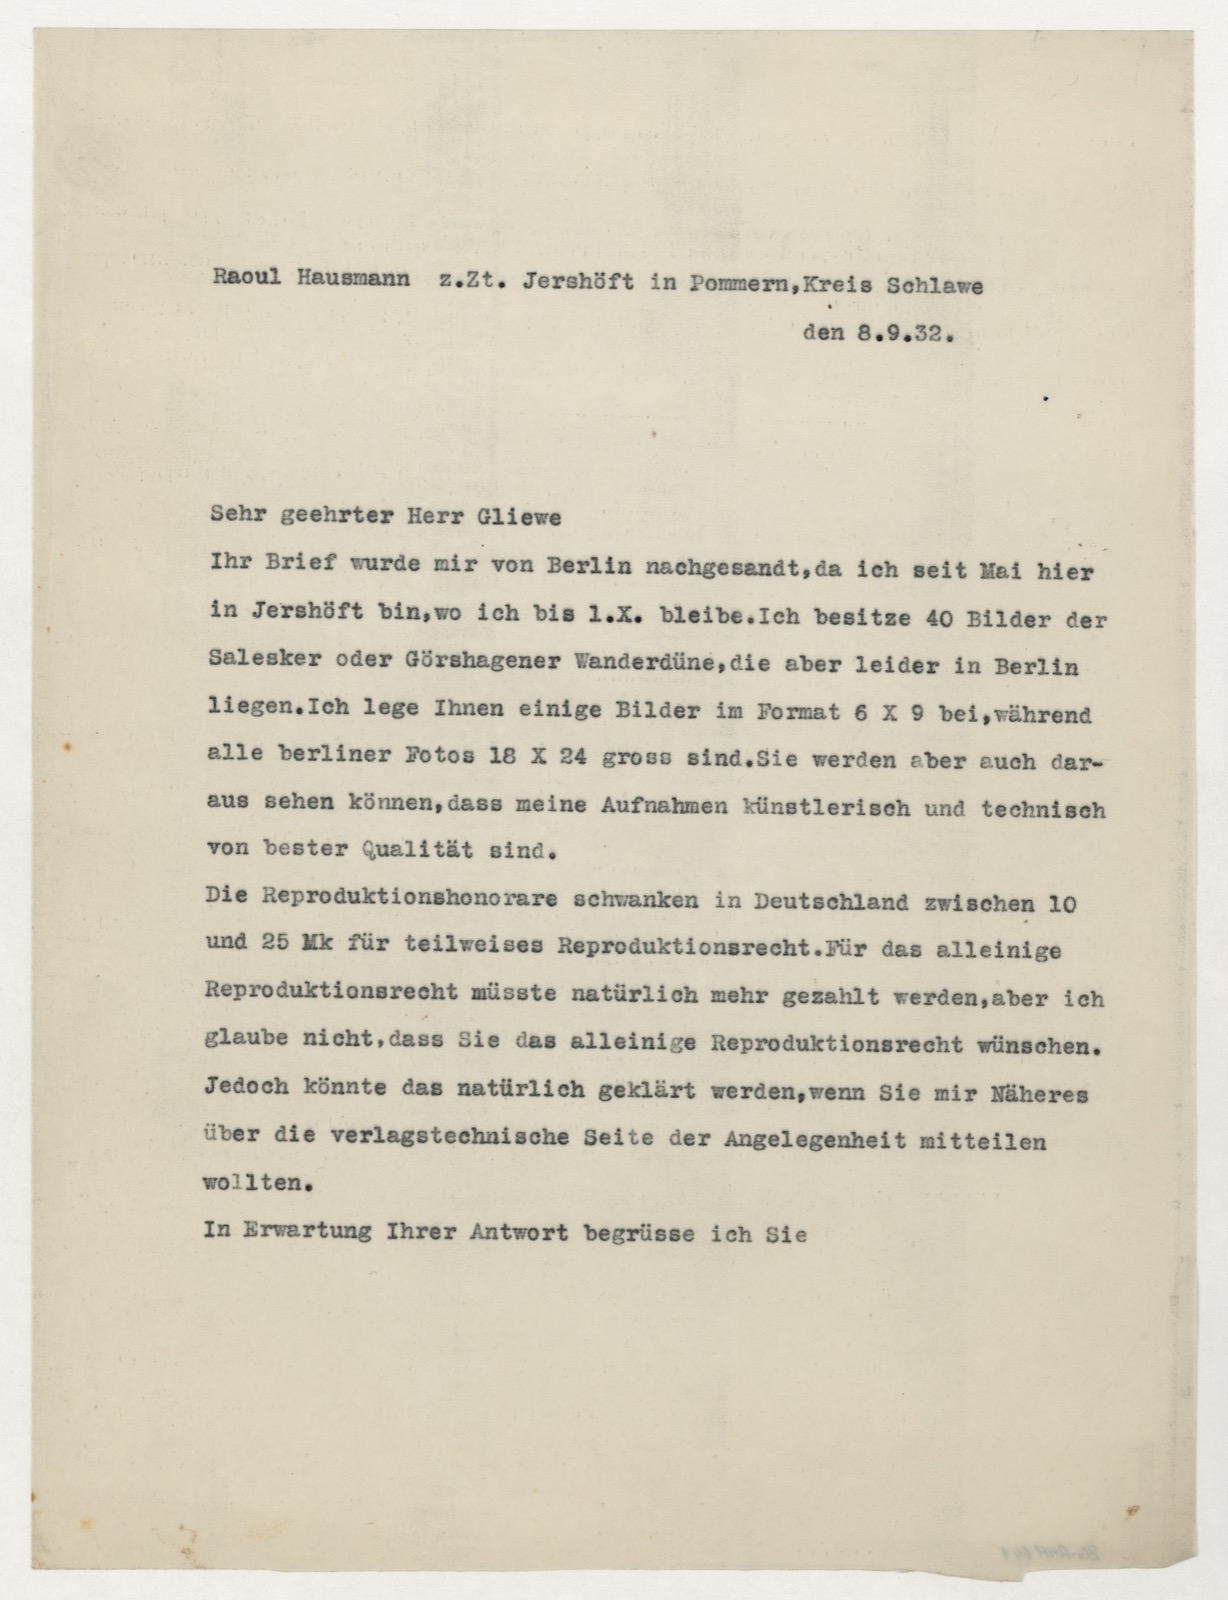 Raoul Hausmann  z.Zt. Jershöft in Pommern,Kreis Schlawe
den 8.9.32.
Sehr geehrter Herr Gliewe
Ihr Brief wurde mir von Berlin nachgesandt,da ich seit Mai hier
in Jershöft bin,wo ich bis 1.X. bleibe.Ich besitze 40 Bilder der
Salesker oder Görshagener Wanderdüne,die aber leider in Berlin
liegen.Ich lege Ihnen einige Bilder im Format 6 X 9 bei,während
alle berliner Fotos 18 X 24 gross sind.Sie werden aber auch dar-
aus sehen können,dass meine Aufnahmen künstlerisch und technisch
von bester Qualität sind.
Die Reproduktionshonorare schwanken in Deutschland zwischen 10
und 25 Mk für teilweises Reproduktionsrecht.Für das alleinige
Reproduktionsrecht müsste natürlich mehr gezahlt werden,aber ich
glaube nicht,dass Sie das alleinige Reproduktionsrecht wünschen.
Jedoch könnte das natürlich geklärt werden,wenn Sie mir Näheres
über die verlagstechnische Seite der Angelegenheit mitteilen
wollten.
In Erwartung Ihrer Antwort begrüsse ich Sie